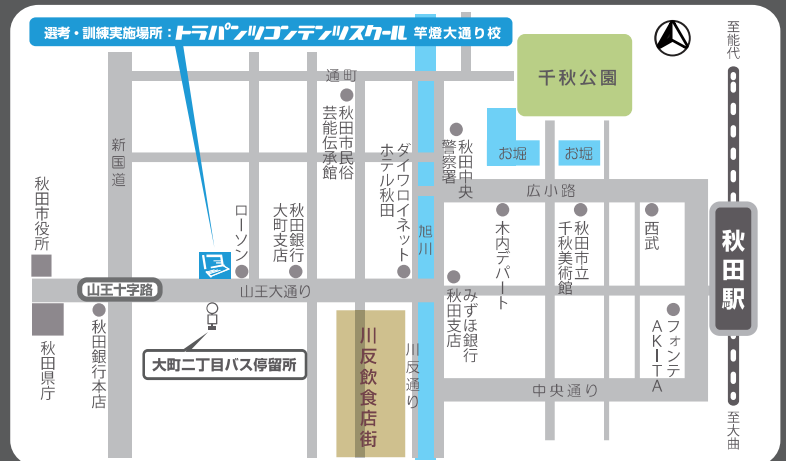 選考・訓練実施場所：トラパンツコンテンツスクール 竿燈大通り校
至能代
千秋公園
通町
秋田市民俗
芸能伝承館
新国道
秋田中央
警察署
お堀
お堀
ダイワロイネット
ホテル秋田
広小路
秋田市役所
ローソン
秋田銀行
大町支店
旭川
木内デパート
秋田市立
千秋美術館
西武
秋田駅
山王十字路
山王大通り
みずほ銀行
秋田支店
秋田県庁
秋田銀行本店
大町二丁目バス停留所
川反飲食店街
川反通り
フォンテ
AKITA
中央通り
至大曲